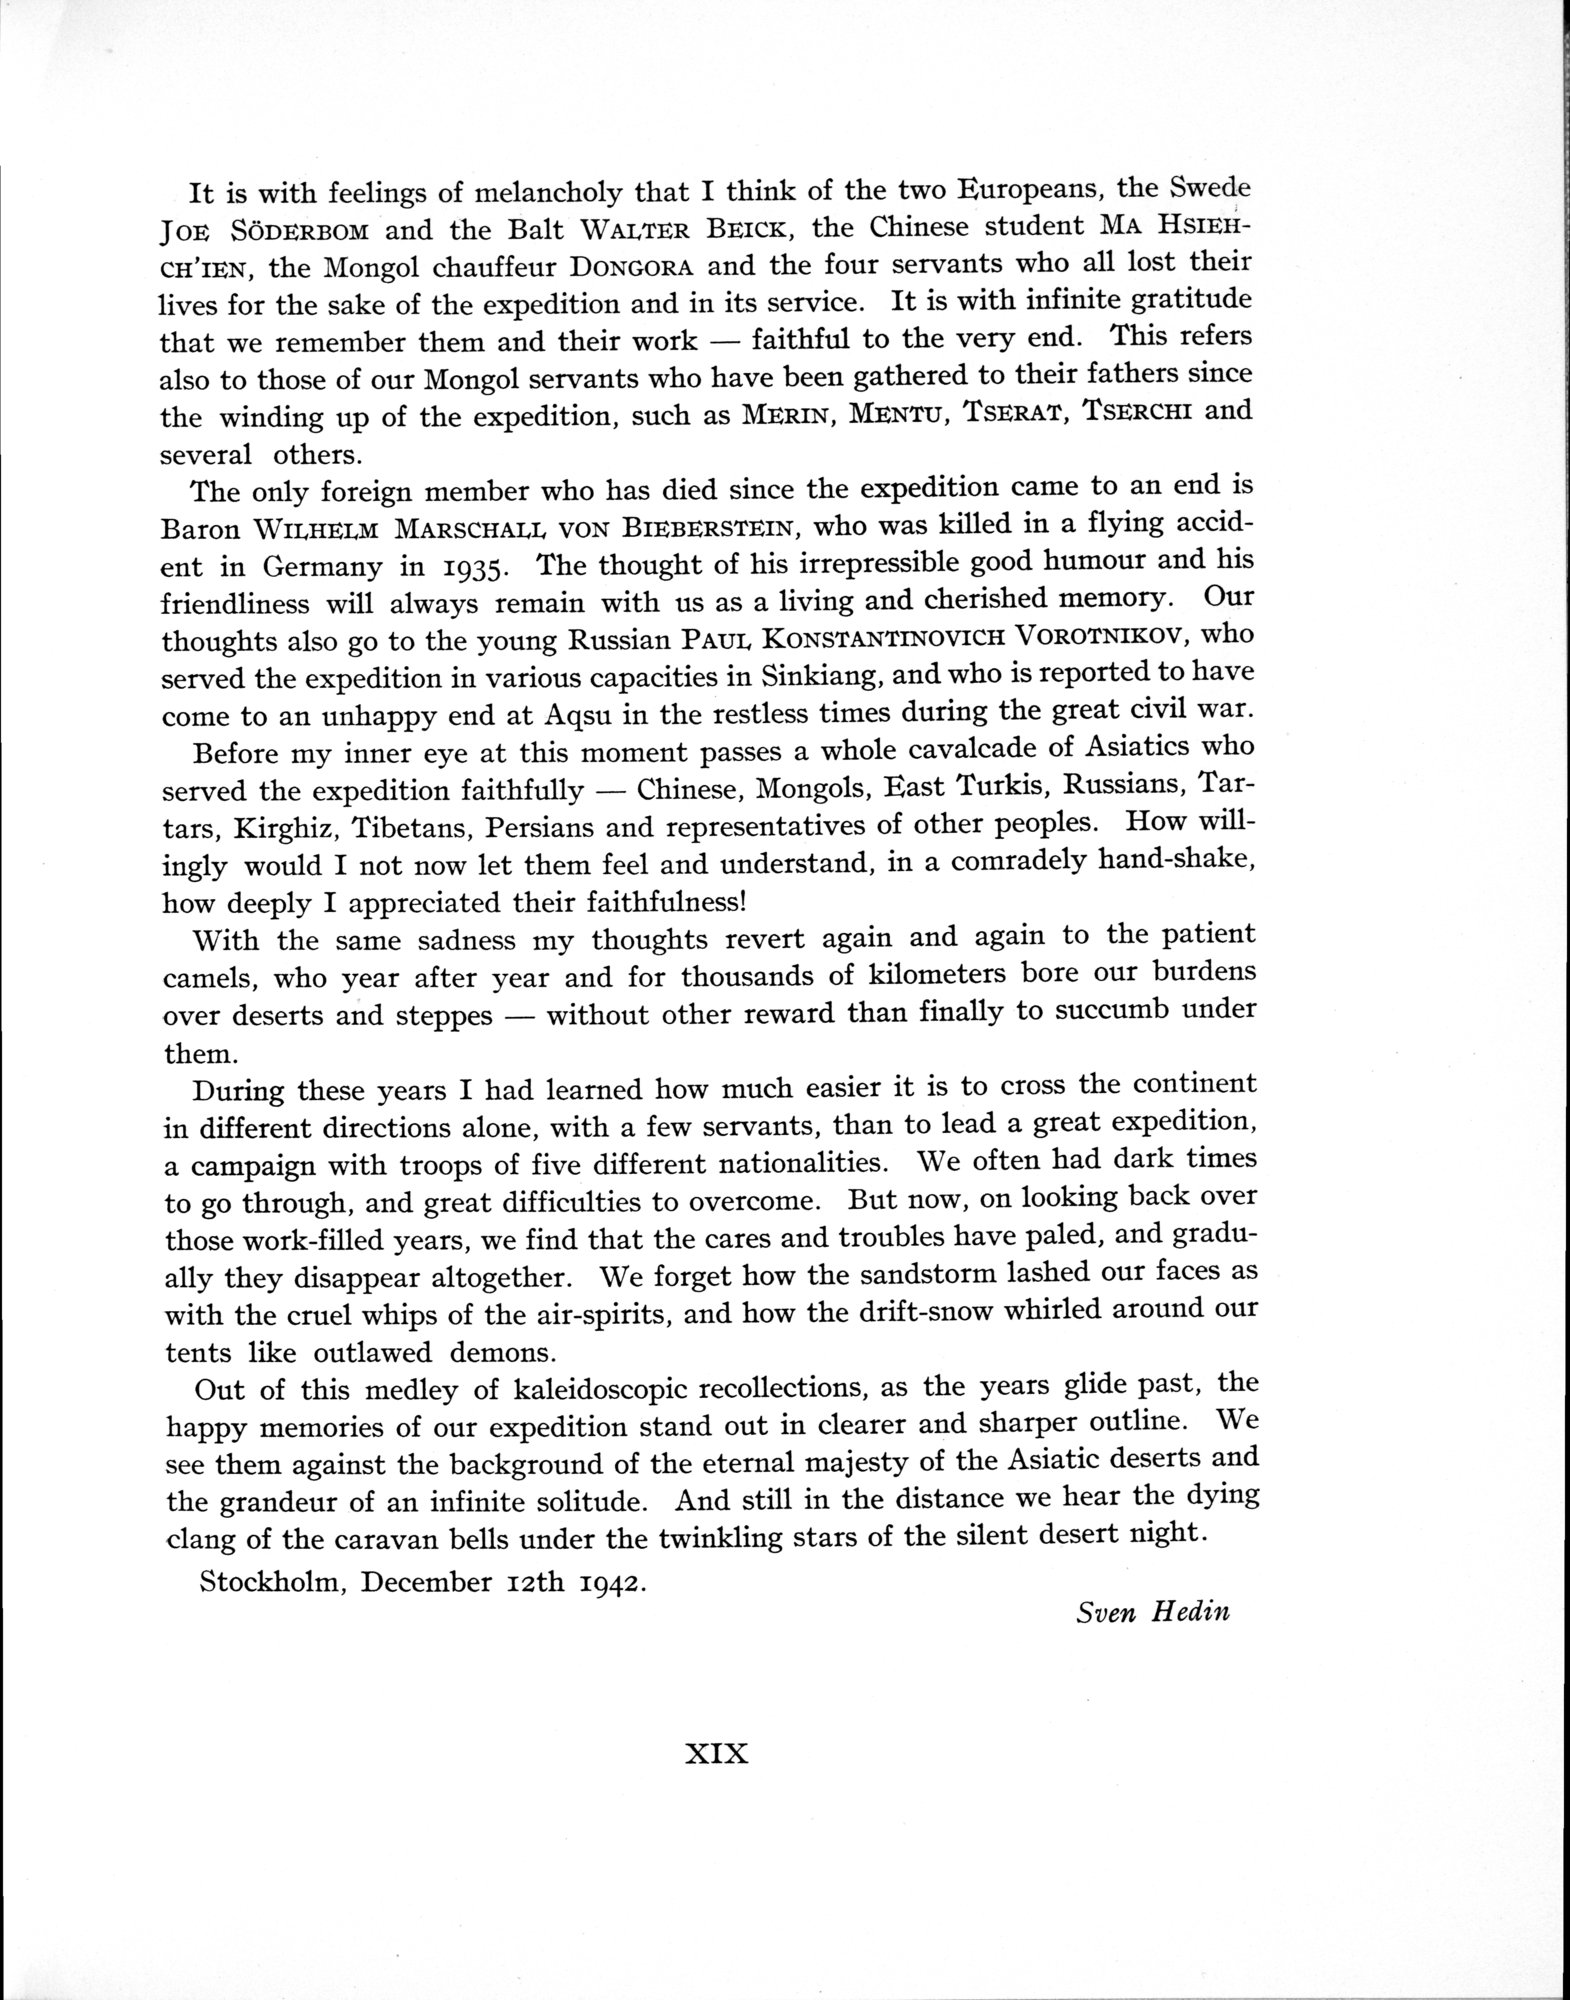 It is with feelings of melancholy that I think of the two Europeans, the Swede
JOE SÖDERBOM and the Balt WALTER BEICK, the Chinese student MA HSIEH-
CH'IEN, the Mongol chauffeur DONGORA and the four servants who all lost their
lives for the sake of the expedition and in its service. It is with infinite gratitude
that we remember them and their work — faithful to the very end. This refers
also to those of our Mongol servants who have been gathered to their fathers since
the winding up of the expedition, such as MERIN, MENTU, TSERAT, TSERCHI and
several others.
The only foreign member who has died since the expedition came to an end is
Baron WILHELM MARSCHALL VON BIEBERSTEIN, who was killed in a flying accid-
ent in Germany in 1935. The thought of his irrepressible good humour and his
friendliness will always remain with us as a living and cherished memory. Our
thoughts also go to the young Russian PAUL KONSTANTINOVICH VOROTNIKOV, who
served the expedition in various capacities in Sinkiang, and who is reported to have
come to an unhappy end at Aqsu in the restless times during the great civil war.
Before my inner eye at this moment passes a whole cavalcade of Asiatics who
served the expedition faithfully — Chinese, Mongols, East Turkis, Russians, Tar-
tars, Kirghiz, Tibetans, Persians and representatives of other peoples. How will-
ingly would I not now let them feel and understand, in a comradely hand-shake,
how deeply I appreciated their faithfulness!
With the same sadness my thoughts revert again and again to the patient
camels, who year after year and for thousands of kilometers bore our burdens
over deserts and steppes — without other reward than finally to succumb under
them.
During these years I had learned how much easier it is to cross the continent
in different directions alone, with a few servants, than to lead a great expedition,
a campaign with troops of five different nationalities. We often had dark times
to go through, and great difficulties to overcome. But now, on looking back over
those work-filled years, we find that the cares and troubles have paled, and gradu-
ally they disappear altogether. We forget how the sandstorm lashed our faces as
with the cruel whips of the air-spirits, and how the drift-snow whirled around our
tents like outlawed demons.
Out of this medley of kaleidoscopic recollections, as the years glide past, the
happy memories of our expedition stand out in clearer and sharper outline. We
see them against the background of the eternal majesty of the Asiatic deserts and
the grandeur of an infinite solitude. And still in the distance we hear the dying
clang of the caravan bells under the twinkling stars of the silent desert night.
Stockholm, December 12th 1942.
Sven Hedin
XIX